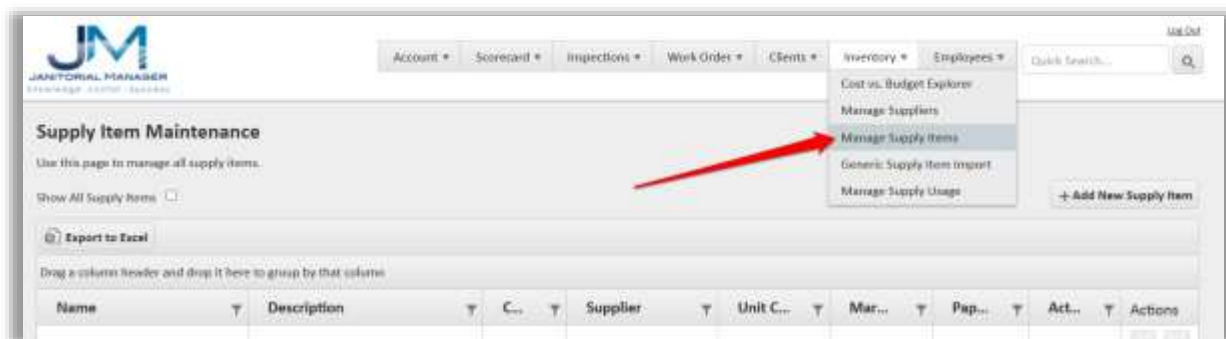 Log Out
JM
JANITORIAL MANAGER
knowledge. control. success.
Account Scorecard Inspections Work Order Clients Inventory Employees Quick Search...
Cost vs. Budget Explorer
Manage Suppliers
Manage Supply Items
Generic Supply Item Import
Manage Supply Usage
Supply Item Maintenance
Use this page to manage all supply items.
Show All Supply Items
+ Add New Supply Item
Export to Excel
Drag a column header and drop it here to group by that column
Name Description C... Supplier Unit C... Mar... Pap... Act... Actions